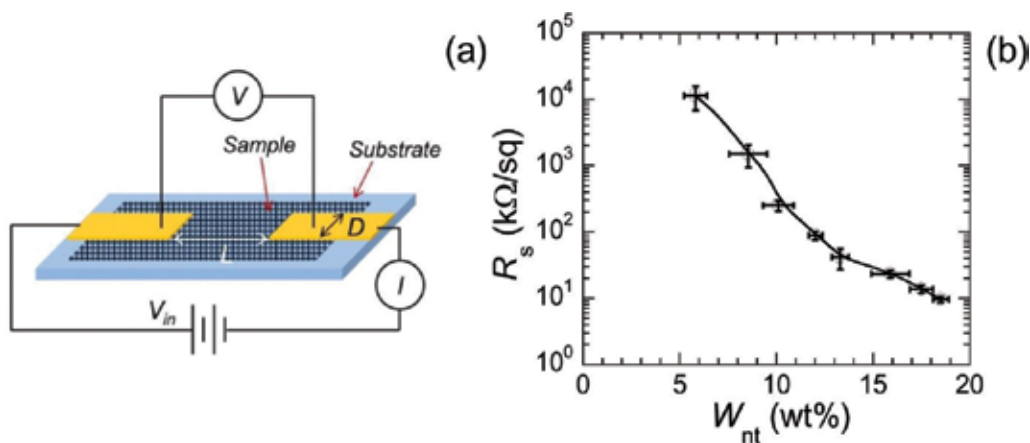 (a)
V
Sample
Substrate
D
L
I
V_in
(b)
R_s (kΩ/sq)
10^5
10^4
10^3
10^2
10^1
10^0
0 5 10 15 20
W_nt (wt%)